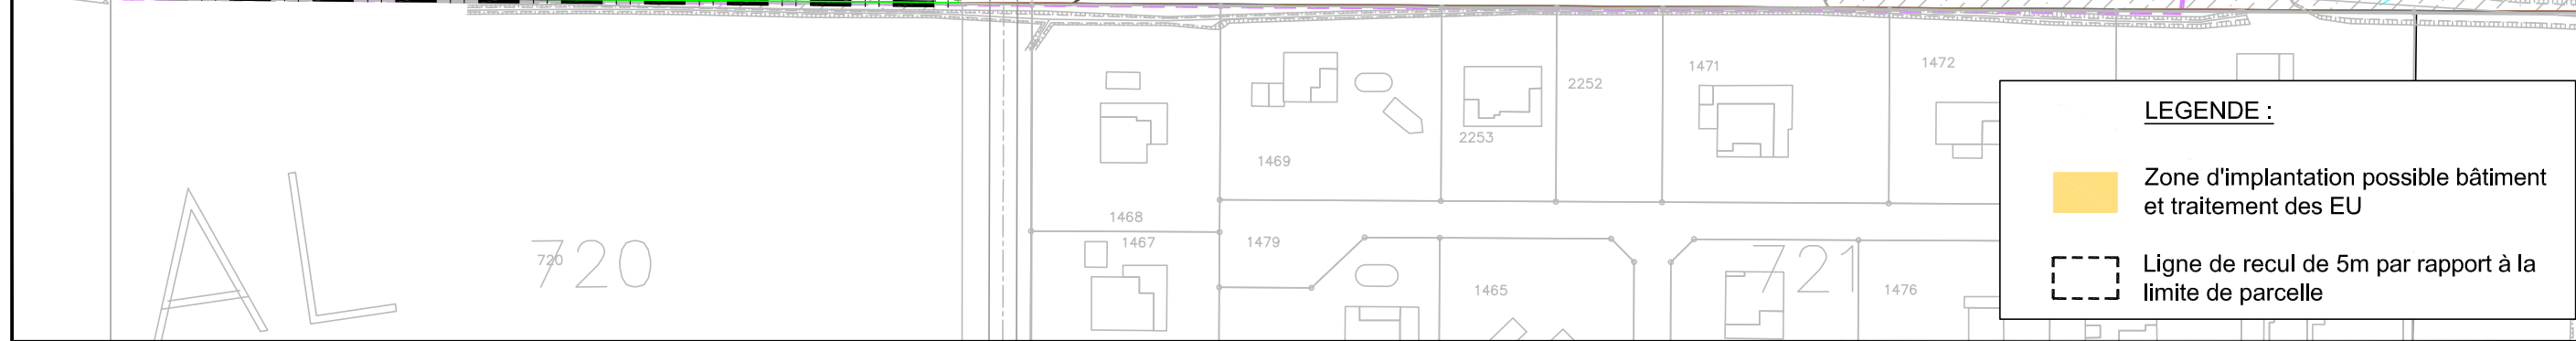 1471
1472
2252
LEGENDE :
2253
1469
Zone d'implantation possible bâtiment
et traitement des EU
AL
1468
1467
1479
720
720
721
Ligne de recul de 5m par rapport à la
limite de parcelle
1465
1476